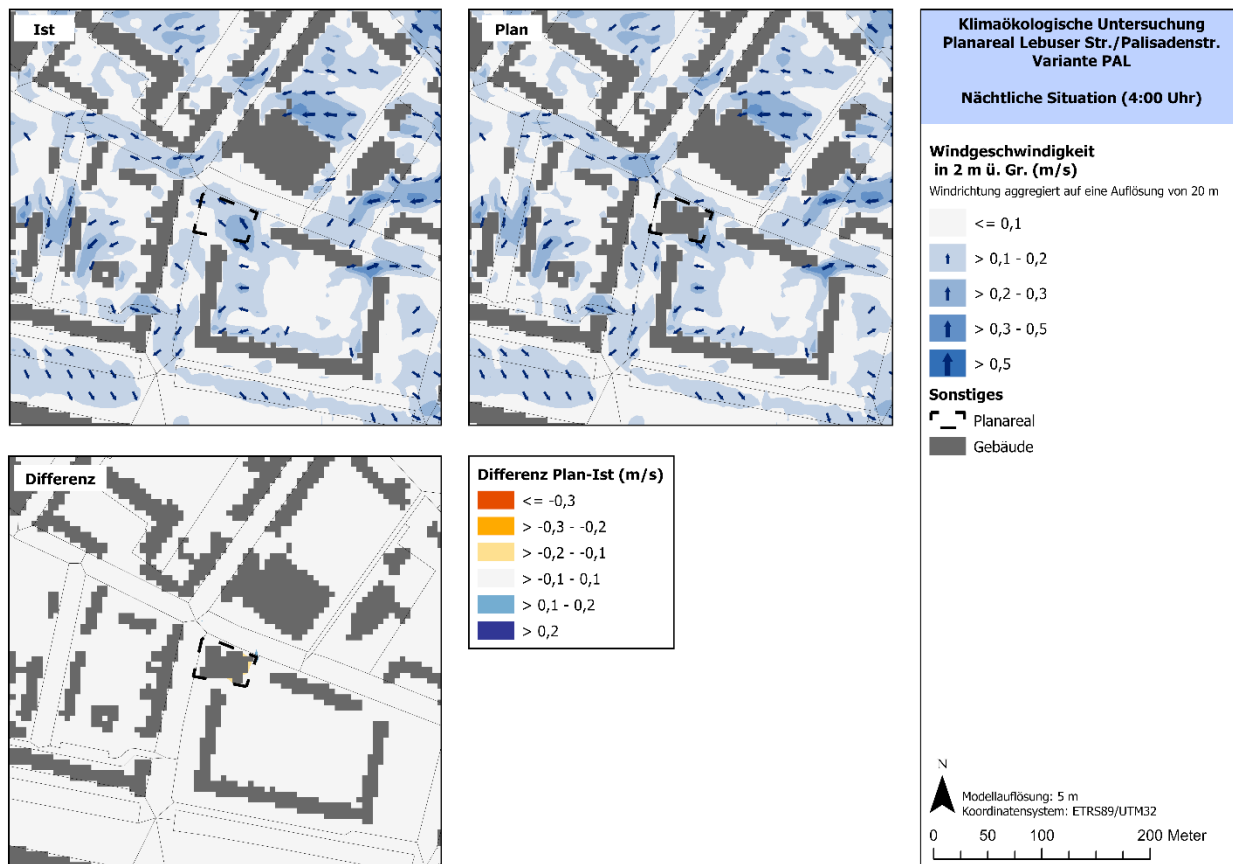 Ist
Plan
Klimaökologische Untersuchung
Planareal Lebuser Str./Palisadenstr.
Variante PAL
Nächtliche Situation (4:00 Uhr)
Windgeschwindigkeit
in 2 m ü. Gr. (m/s)
Windrichtung aggregiert auf eine Auflösung von 20 m
<= 0,1
> 0,1 - 0,2
> 0,2 - 0,3
> 0,3 - 0,5
> 0,5
Sonstiges
Planareal
Gebäude
Differenz
Differenz Plan-Ist (m/s)
<= -0,3
> -0,3 - -0,2
> -0,2 - -0,1
> -0,1 - 0,1
> 0,1 - 0,2
> 0,2
N
Modellauflösung: 5 m
Koordinatensystem: ETRS89/UTM32
0 50 100 200 Meter